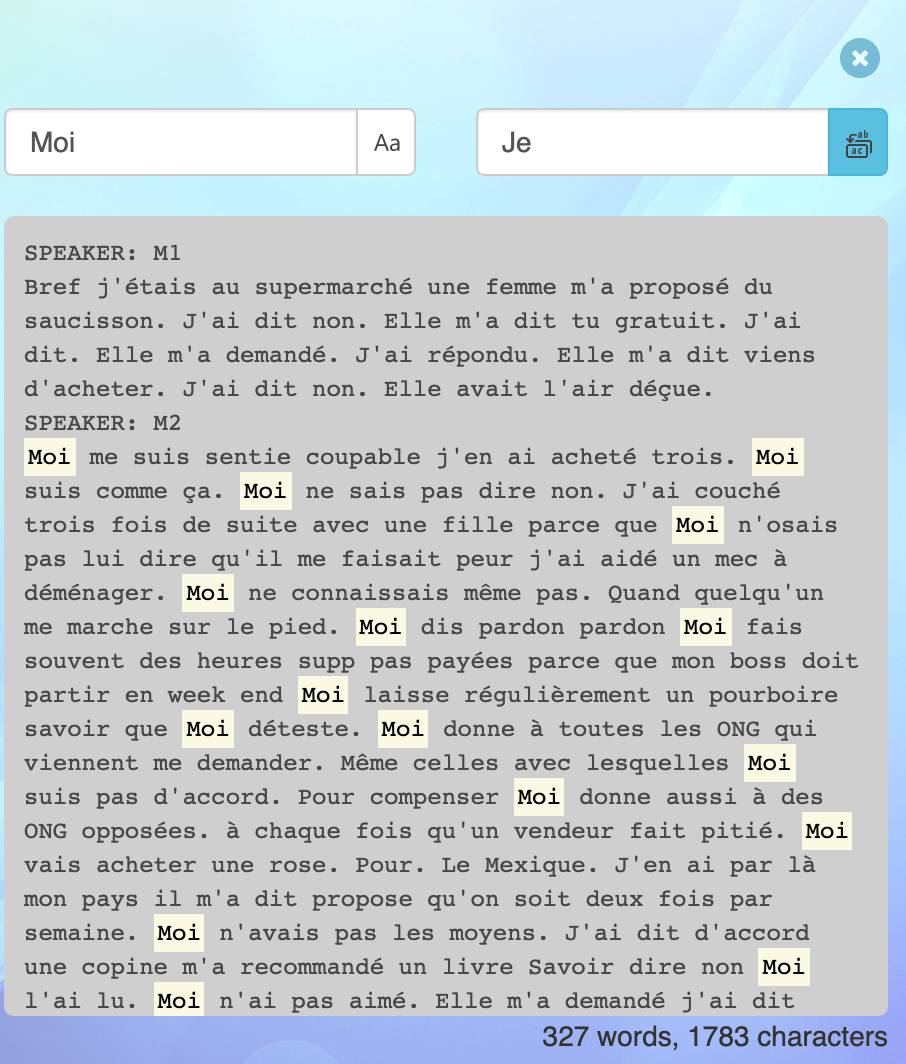 Moi
Aa
Je
ab
ac
SPEAKER: M1
Bref j'étais au supermarché une femme m'a proposé du
saucisson. J'ai dit non. Elle m'a dit tu gratuit. J'ai
dit. Elle m'a demandé. J'ai répondu. Elle m'a dit viens
d'acheter. J'ai dit non. Elle avait l'air déçue.
SPEAKER: M2
Moi me suis sentie coupable j'en ai acheté trois. Moi
suis comme ça. Moi ne sais pas dire non. J'ai couché
trois fois de suite avec une fille parce que Moi n'osais
pas lui dire qu'il me faisait peur j'ai aidé un mec à
déménager. Moi ne connaissais même pas. Quand quelqu'un
me marche sur le pied. Moi dis pardon pardon Moi fais
souvent des heures supp pas payées parce que mon boss doit
partir en week end Moi laisse régulièrement un pourboire
savoir que Moi déteste. Moi donne à toutes les ONG qui
viennent me demander. Même celles avec lesquelles Moi
suis pas d'accord. Pour compenser Moi donne aussi à des
ONG opposées. à chaque fois qu'un vendeur fait pitié. Moi
vais acheter une rose. Pour. Le Mexique. J'en ai par là
mon pays il m'a dit propose qu'on soit deux fois par
semaine. Moi n'avais pas les moyens. J'ai dit d'accord
une copine m'a recommandé un livre Savoir dire non Moi
l'ai lu. Moi n'ai pas aimé. Elle m'a demandé j'ai dit
327 words, 1783 characters